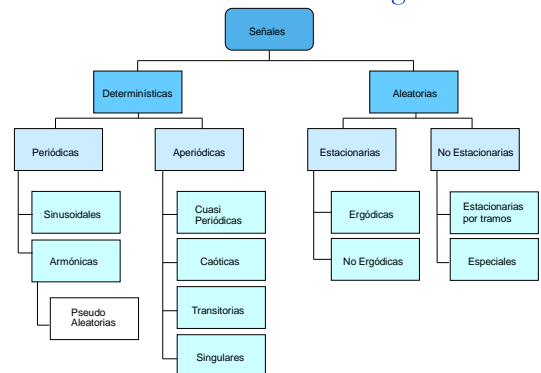 Señales
Determinísticas
Aleatorias
Periódicas
Aperiódicas
Estacionarias
No Estacionarias
Sinusoidales
Cuasi
Periódicas
Ergódicas
Estacionarias
por tramos
Armónicas
Caóticas
No Ergódicas
Especiales
Pseudo
Aleatorias
Transitorias
Singulares